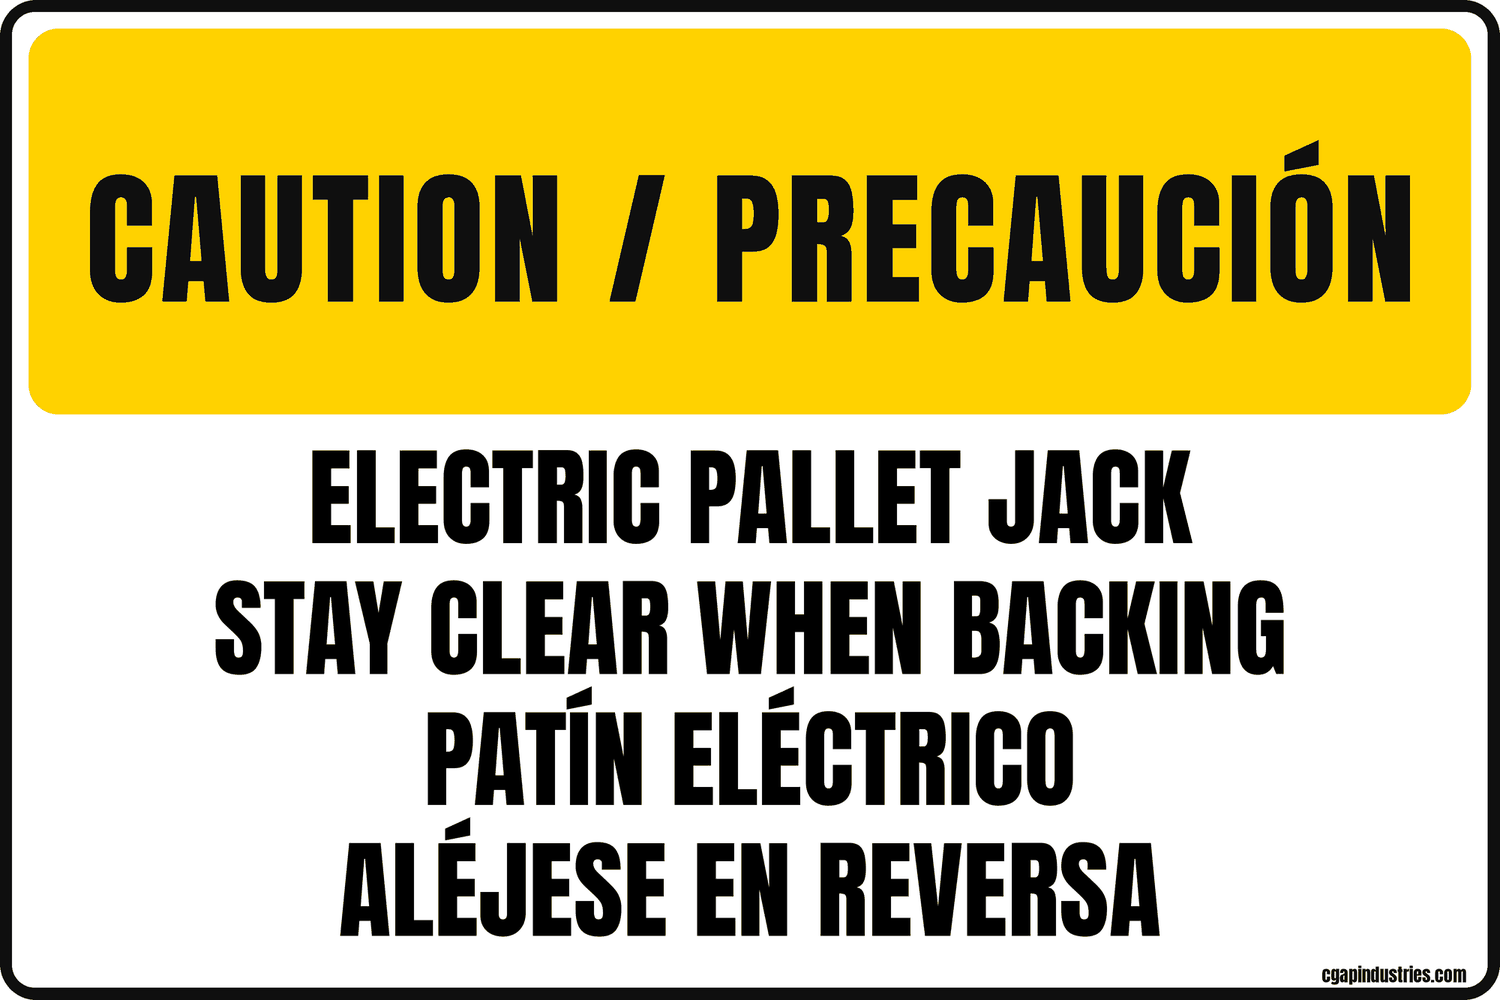 CAUTION / PRECAUCIÓN
ELECTRIC PALLET JACK
STAY CLEAR WHEN BACKING
PATÍN ELÉCTRICO
ALÉJESE EN REVERSA
cgapindustries.com